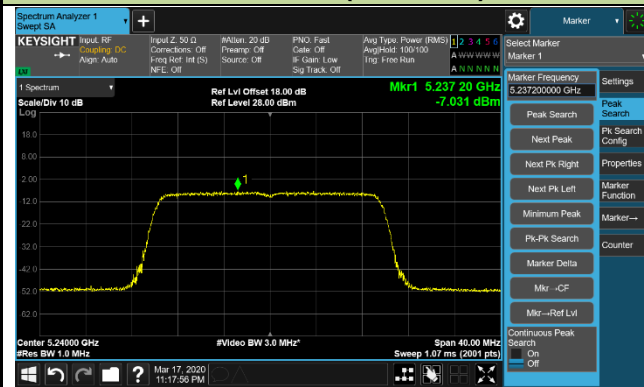 Spectrum Analyzer 1
Swept SA
KEYSIGHT
Input: RF
Coupling: DC
Align: Auto
Input Z: 50 Ω
Corrections: Off
Freq Ref: Int (S)
NFE: Off
#Atten: 20 dB
Preamp: Off
Source: Off
PNO: Fast
Gate: Off
IF Gain: Low
Sig Track: Off
Avg Type: Power (RMS)
Avg|Hold: 100/100
Trig: Free Run
1 2 3 4 5 6
A W W W W W
A N N N N N
LXI
1 Spectrum
Scale/Div 10 dB
Log
Ref Lvl Offset 18.00 dB
Ref Level 28.00 dBm
Mkr1 5.237 20 GHz
-7.031 dBm
18.0
8.00
-2.00
-12.0
-22.0
-32.0
-42.0
-52.0
-62.0
1
Center 5.24000 GHz
#Res BW 1.0 MHz
#Video BW 3.0 MHz*
Span 40.00 MHz
Sweep 1.07 ms (2001 pts)
Mar 17, 2020
11:17:56 PM
Marker
Select Marker
Marker 1
Marker Frequency
5.237200000 GHz
Peak Search
Next Peak
Next Pk Right
Next Pk Left
Minimum Peak
Pk-Pk Search
Marker Delta
Mkr→CF
Mkr→Ref Lvl
Continuous Peak
Search
On
Off
Settings
Peak
Search
Pk Search
Config
Properties
Marker
Function
Marker→
Counter